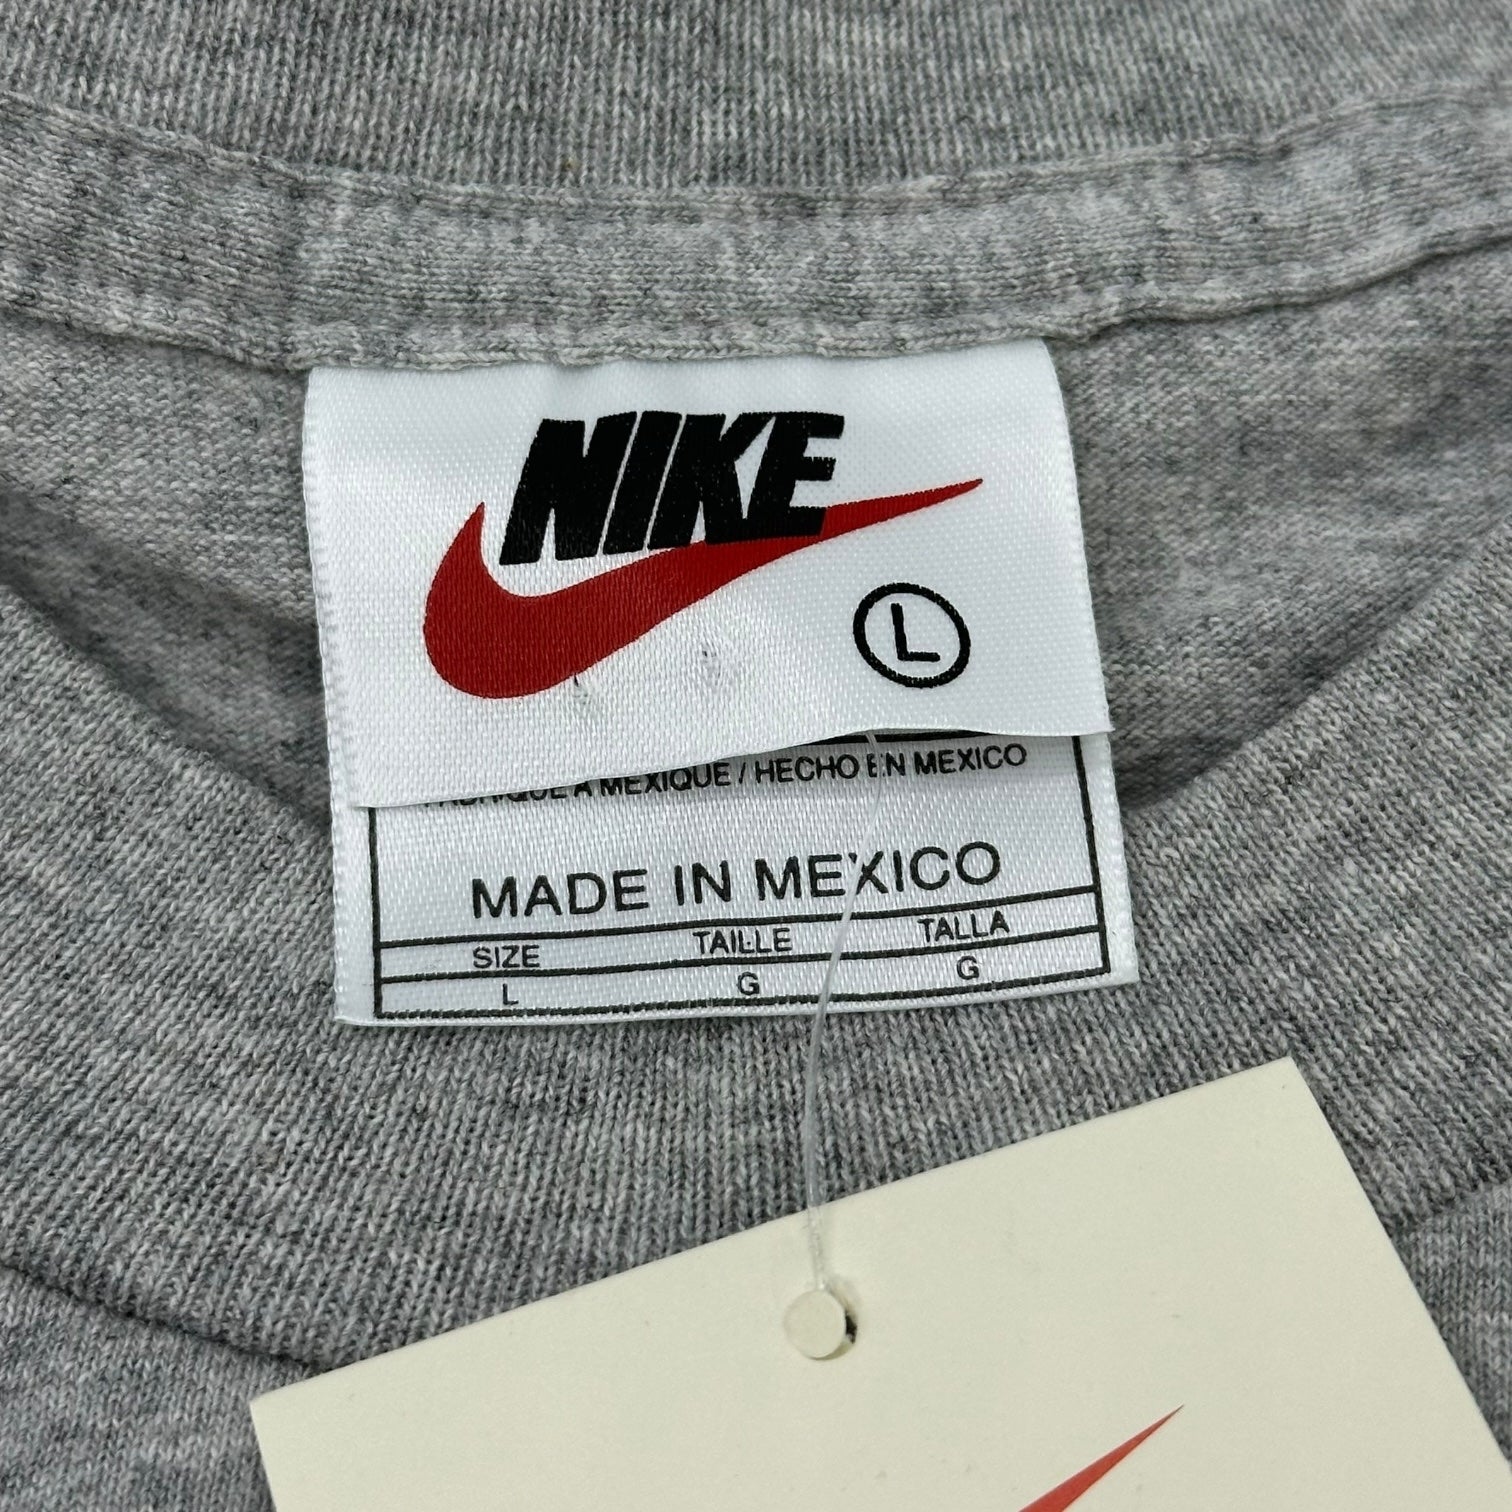 NIKE
L
FABRIQUE A MEXIQUE / HECHO EN MEXICO
MADE IN MEXICO
SIZE TAILLE TALLA
L G G